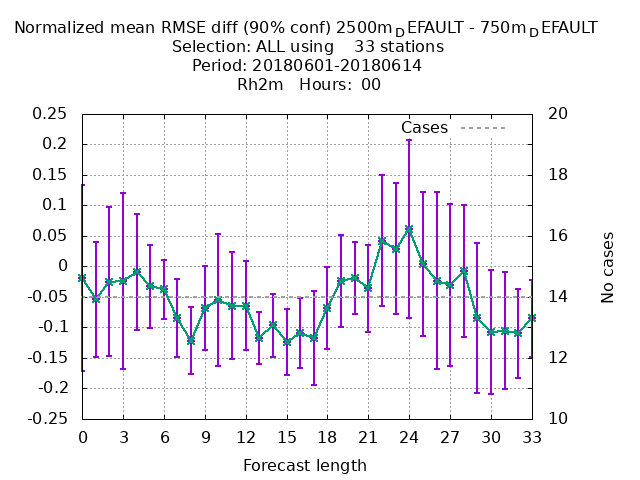 Normalized mean RMSE diff (90% conf) 2500m_DEFAULT - 750m_DEFAULT
Selection: ALL using    33 stations
Period: 20180601-20180614
Rh2m   Hours: 00
Cases
0.25
0.2
0.15
0.1
0.05
0
-0.05
-0.1
-0.15
-0.2
-0.25
20
18
16
14
12
10
No cases
0 3 6 9 12 15 18 21 24 27 30 33
Forecast length